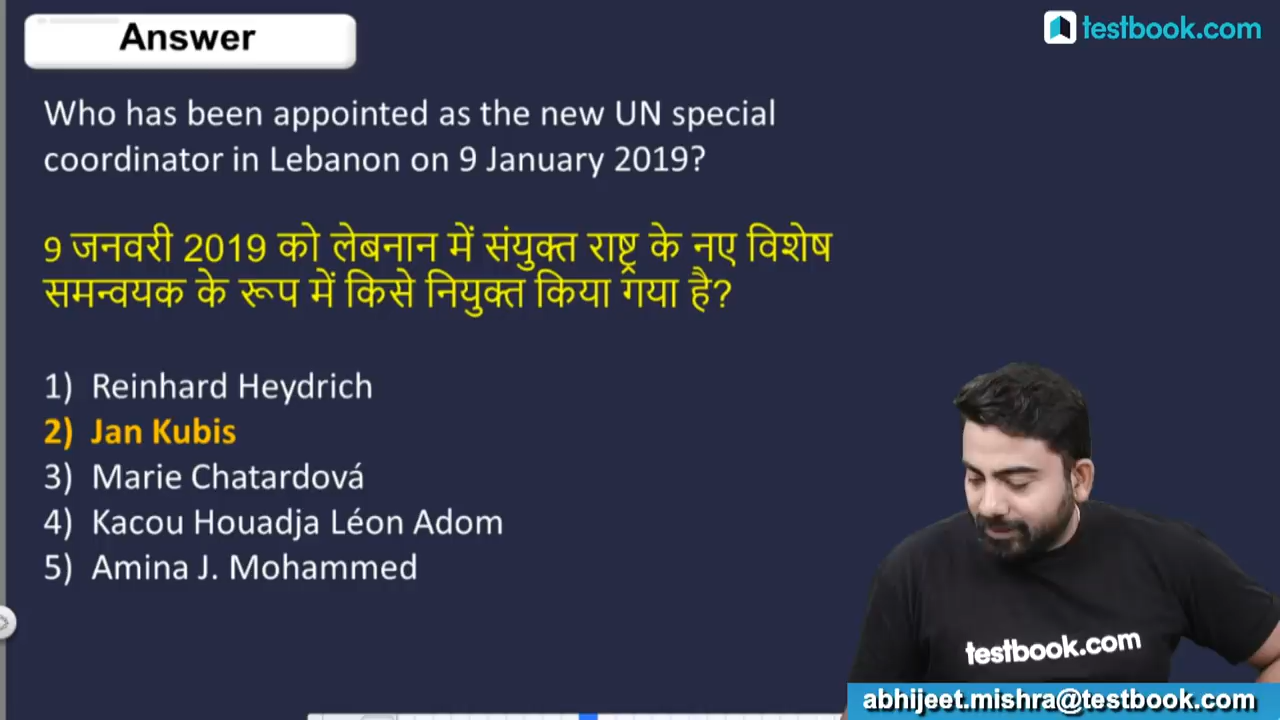 Answer
testbook.com
Who has been appointed as the new UN special
coordinator in Lebanon on 9 January 2019?
9 जनवरी 2019 को लेबनान में संयुक्त राष्ट्र के नए विशेष
समन्वयक के रूप में किसे नियुक्त किया गया है?
1) Reinhard Heydrich
2) Jan Kubis
3) Marie Chatardová
4) Kacou Houadja Léon Adom
5) Amina J. Mohammed
testbook.com
abhijeet.mishra@testbook.com